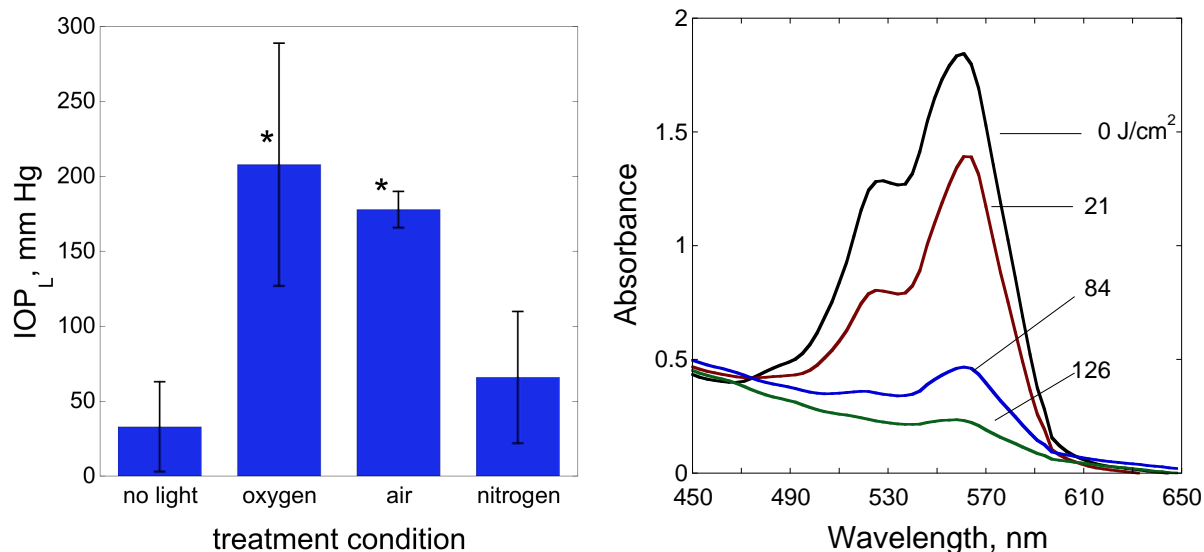 300
250
200
150
100
50
0
IOP_L, mm Hg
*
*
no light oxygen air nitrogen
treatment condition
2
1.5
1
0.5
0
Absorbance
0 J/cm²
21
84
126
450 490 530 570 610 650
Wavelength, nm